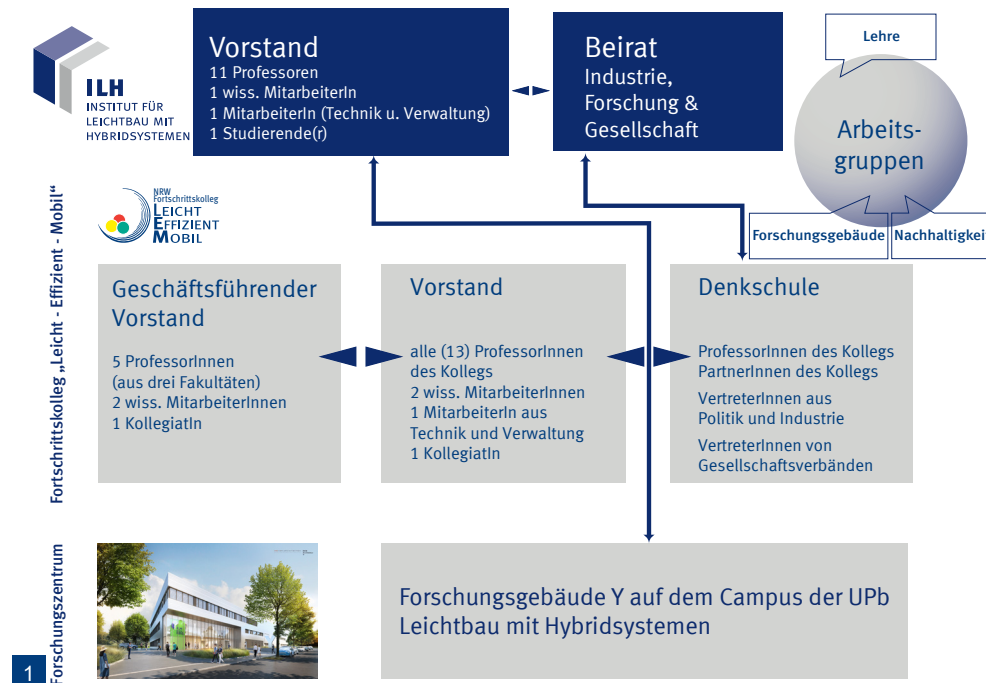 ILH
INSTITUT FÜR
LEICHTBAU MIT
HYBRIDSYSTEMEN
Vorstand
11 Professoren
1 wiss. MitarbeiterIn
1 MitarbeiterIn (Technik u. Verwaltung)
1 Studierende(r)
Beirat
Industrie,
Forschung &
Gesellschaft
Lehre
Arbeits-
gruppen
Forschungsgebäude
Nachhaltigkeit
Fortschrittskolleg „Leicht - Effizient - Mobil“
NRW
Fortschrittskolleg
LEICHT
EFFIZIENT
MOBIL
Geschäftsführender
Vorstand
5 ProfessorInnen
(aus drei Fakultäten)
2 wiss. MitarbeiterInnen
1 KollegiatIn
Vorstand
alle (13) ProfessorInnen
des Kollegs
2 wiss. MitarbeiterInnen
1 MitarbeiterIn aus
Technik und Verwaltung
1 KollegiatIn
Denkschule
ProfessorInnen des Kollegs
PartnerInnen des Kollegs
VertreterInnen aus
Politik und Industrie
VertreterInnen von
Gesellschaftsverbänden
Forschungszentrum
Forschungsgebäude Y auf dem Campus der UPb
Leichtbau mit Hybridsystemen
1